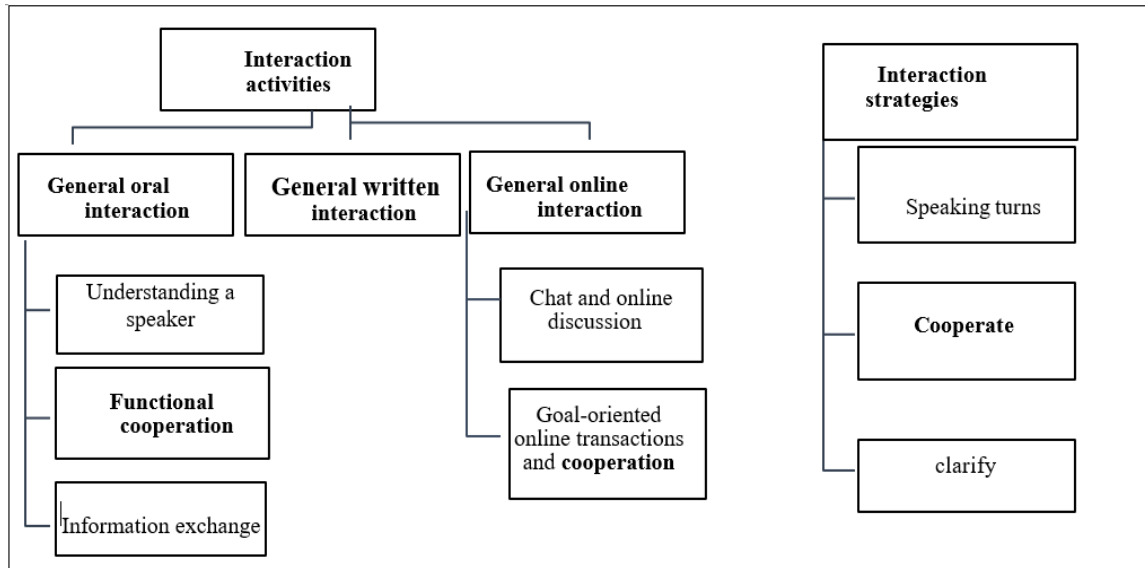 Interaction
activities
Interaction
strategies
General oral
interaction
General written
interaction
General online
interaction
Speaking turns
Understanding a
speaker
Chat and online
discussion
Cooperate
Functional
cooperation
Goal-oriented
online transactions
and cooperation
clarify
Information exchange